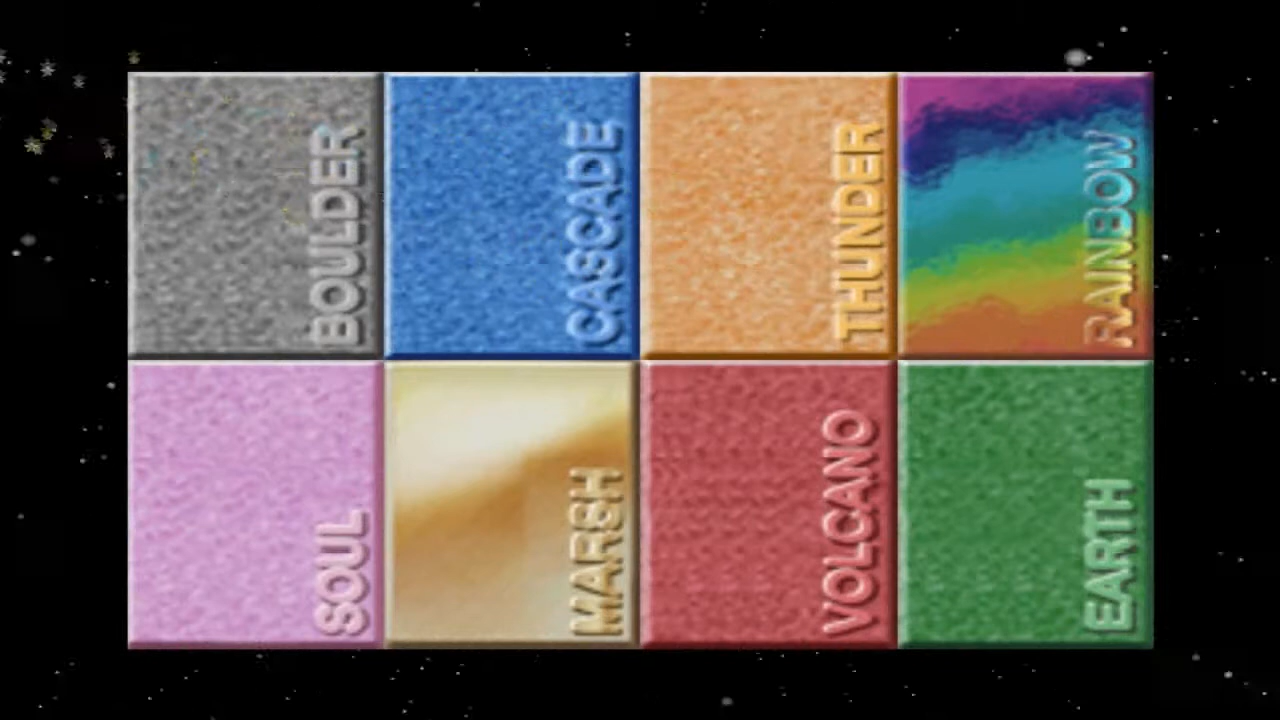 BOULDER
CASCADE
THUNDER
RAINBOW
SOUL
MARSH
VOLCANO
EARTH